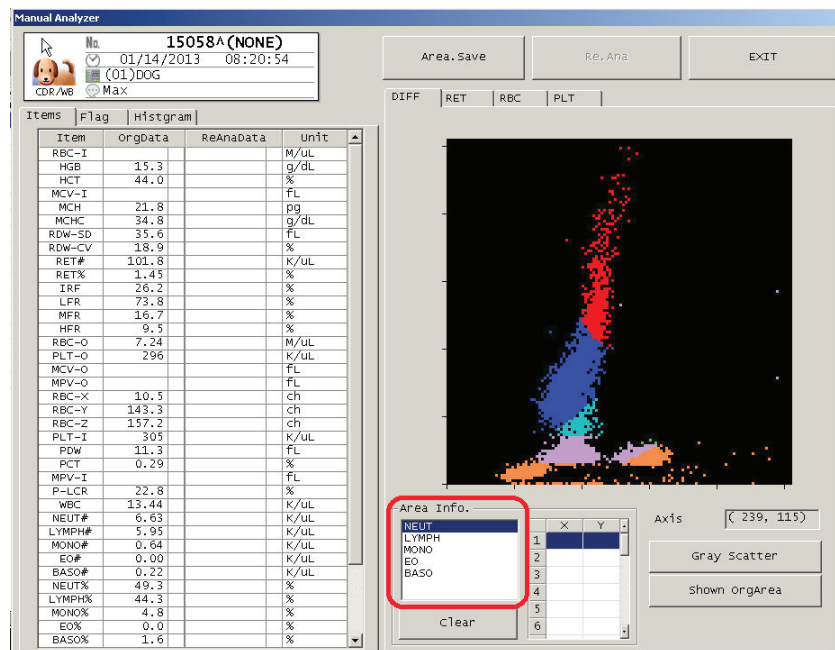 Manual Analyzer
No. 15058^(NONE)
01/14/2013 08:20:54
(01)DOG
CDR/WB Max
Area.Save Re.Ana EXIT
Items Flag Histgram
DIFF RET RBC PLT
Item OrgData ReAnaData Unit
RBC-I M/uL
HGB 15.3 g/dL
HCT 44.0 %
MCV-I fL
MCH 21.8 pg
MCHC 34.8 g/dL
RDW-SD 35.6 fL
RDW-CV 18.9 %
RET# 101.8 K/uL
RET% 1.45 %
IRF 26.2 %
LFR 73.8 %
MFR 16.7 %
HFR 9.5 %
RBC-O 7.24 M/uL
PLT-O 296 K/uL
MCV-O fL
MPV-O fL
RBC-X 10.5 ch
RBC-Y 143.3 ch
RBC-Z 157.2 ch
PLT-I 305 K/uL
PDW 11.3 fL
PCT 0.29 %
MPV-I fL
P-LCR 22.8 %
WBC 13.44 K/uL
NEUT# 6.63 K/uL
LYMPH# 5.95 K/uL
MONO# 0.64 K/uL
EO# 0.00 K/uL
BASO# 0.22 K/uL
NEUT% 49.3 %
LYMPH% 44.3 %
MONO% 4.8 %
EO% 0.0 %
BASO% 1.6 %
Area Info.
NEUT
LYMPH
MONO
EO
BASO
Clear
X Y
1
2
3
4
5
6
Axis ( 239, 115)
Gray Scatter
Shown OrgArea